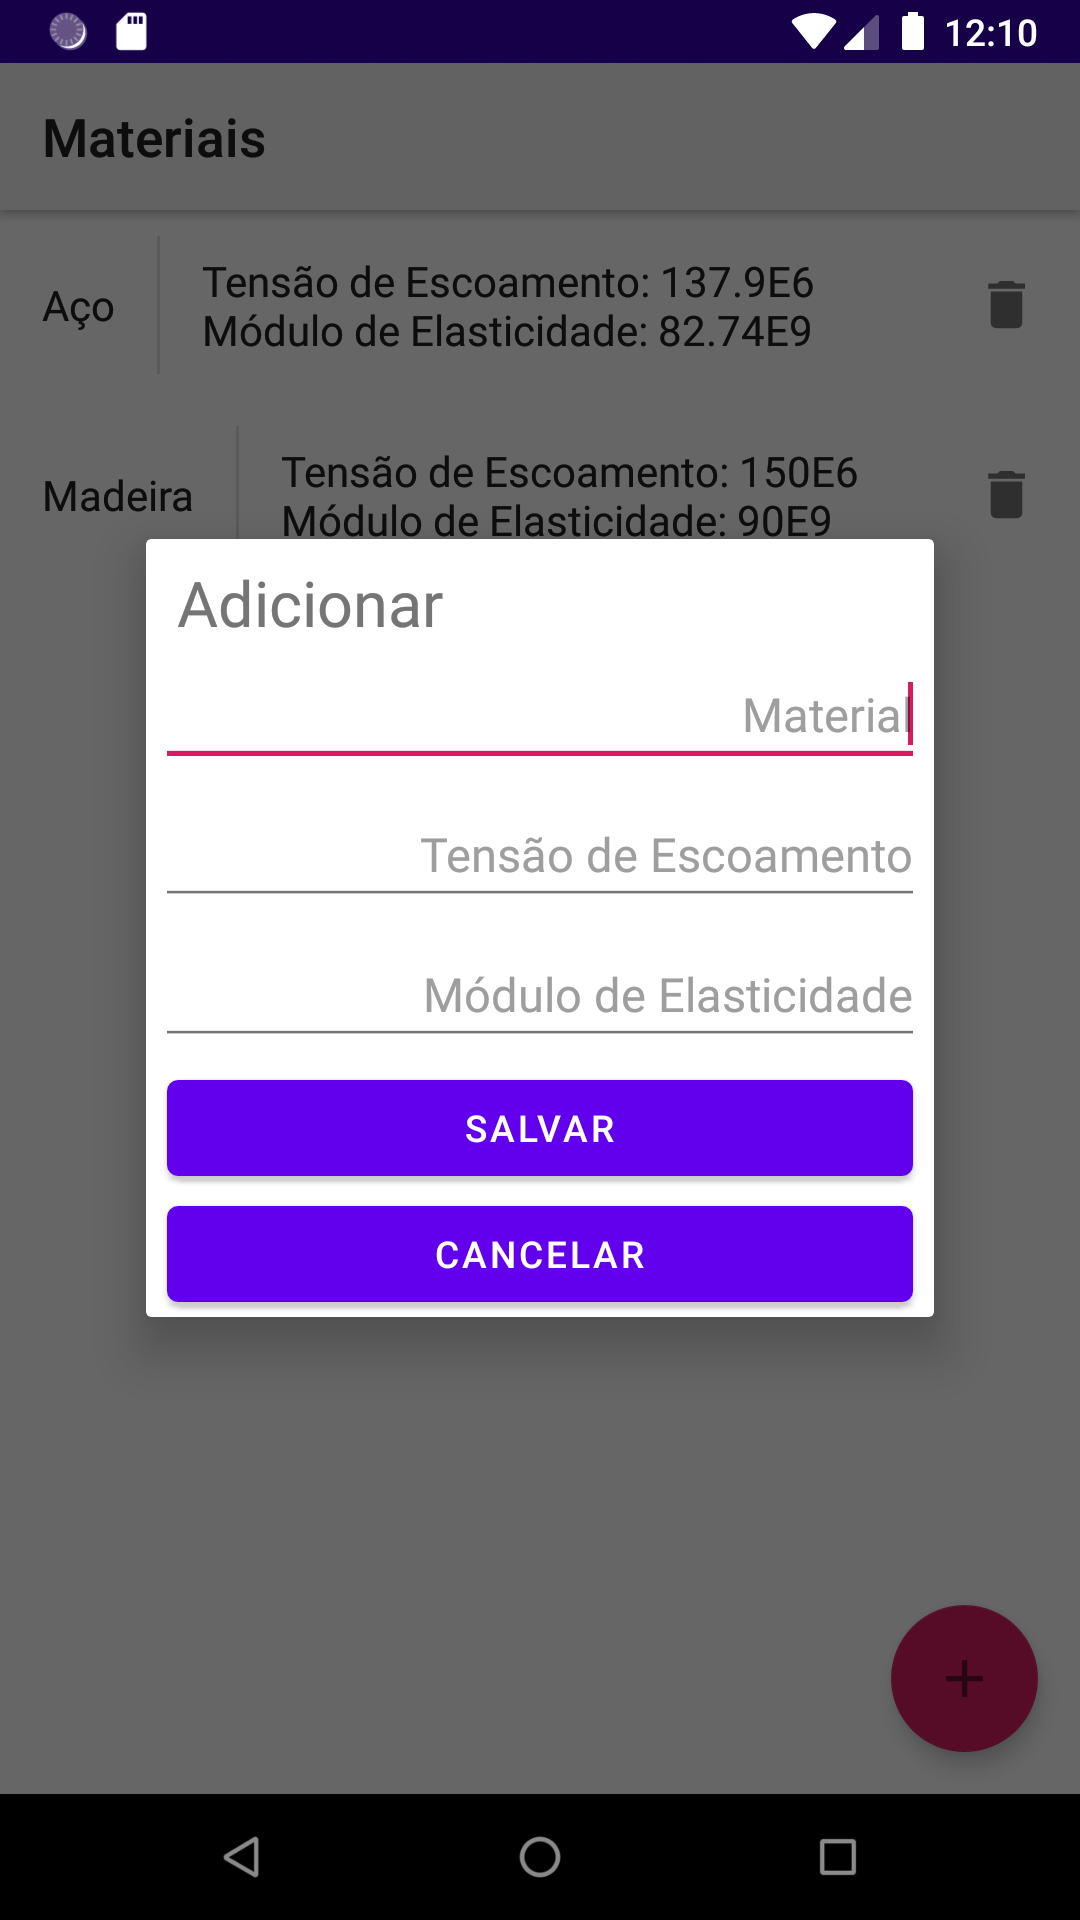 12:10
Materiais
Aço
Tensão de Escoamento: 137.9E6
Módulo de Elasticidade: 82.74E9
Madeira
Tensão de Escoamento: 150E6
Módulo de Elasticidade: 90E9
Adicionar
Material
Tensão de Escoamento
Módulo de Elasticidade
SALVAR
CANCELAR